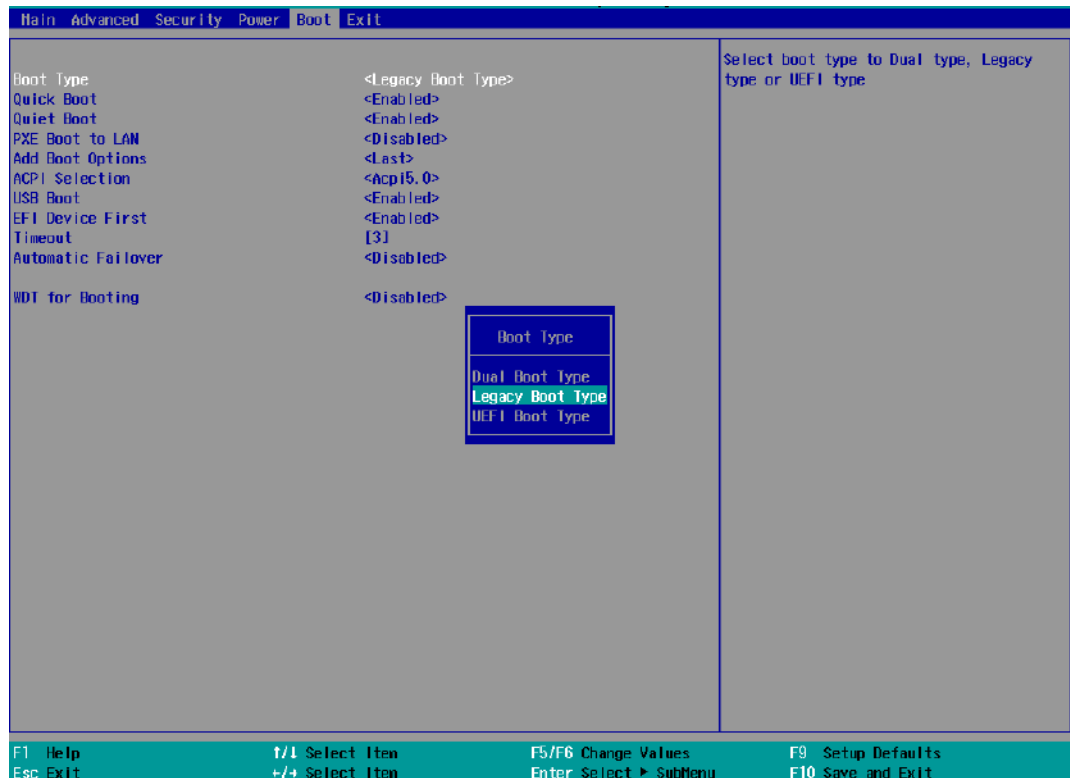 Main Advanced Security Power Boot Exit
Boot Type <Legacy Boot Type>
Quick Boot <Enabled>
Quiet Boot <Enabled>
PXE Boot to LAN <Disabled>
Add Boot Options <Last>
ACPI Selection <Acpi5.0>
USB Boot <Enabled>
EFI Device First <Enabled>
Timeout [3]
Automatic Failover <Disabled>
WDT for Booting <Disabled>
Boot Type
Dual Boot Type
Legacy Boot Type
UEFI Boot Type
Select boot type to Dual type, Legacy
type or UEFI type
F1 Help ↑/↓ Select Item F5/F6 Change Values F9 Setup Defaults
Esc Exit ←/→ Select Item Enter Select ► SubMenu F10 Save and Exit